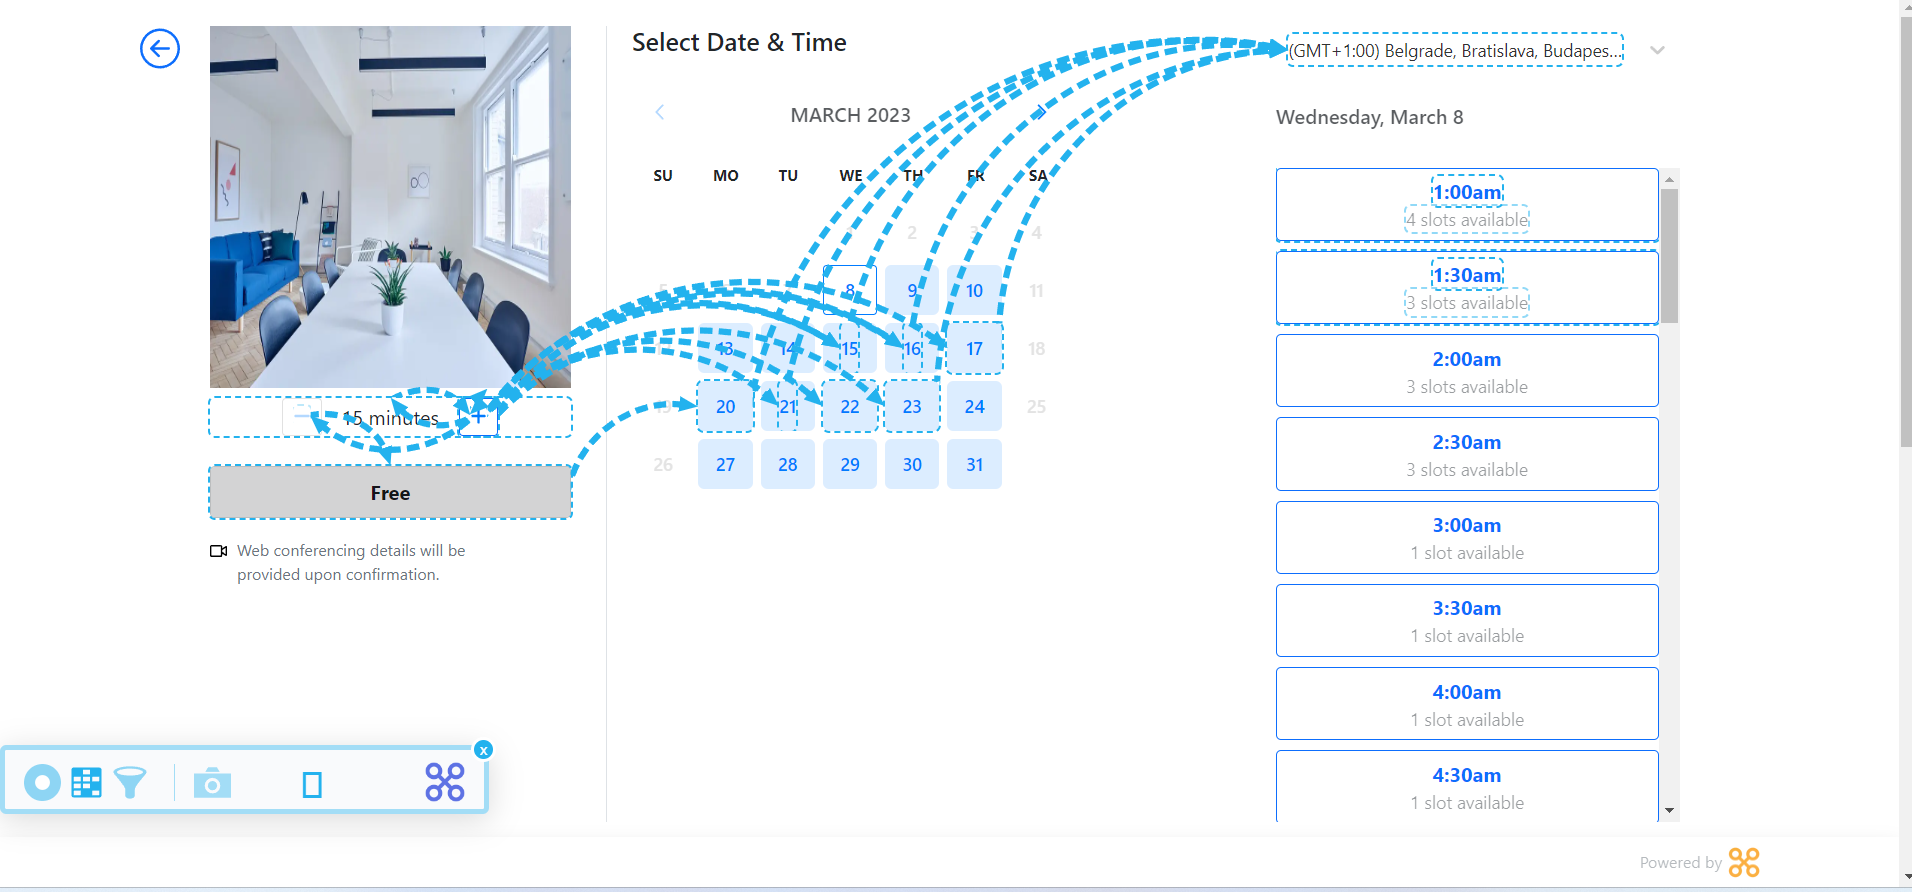 Select Date & Time
(GMT+1:00) Belgrade, Bratislava, Budapes...
MARCH 2023
Wednesday, March 8
SU MO TU WE TH FR SA
1 2 3 4
5 8 9 10 11
13 14 15 16 17 18
19 20 21 22 23 24 25
26 27 28 29 30 31
15 minutes
Free
Web conferencing details will be
provided upon confirmation.
1:00am
4 slots available
1:30am
3 slots available
2:00am
3 slots available
2:30am
3 slots available
3:00am
1 slot available
3:30am
1 slot available
4:00am
1 slot available
4:30am
1 slot available
x
Powered by